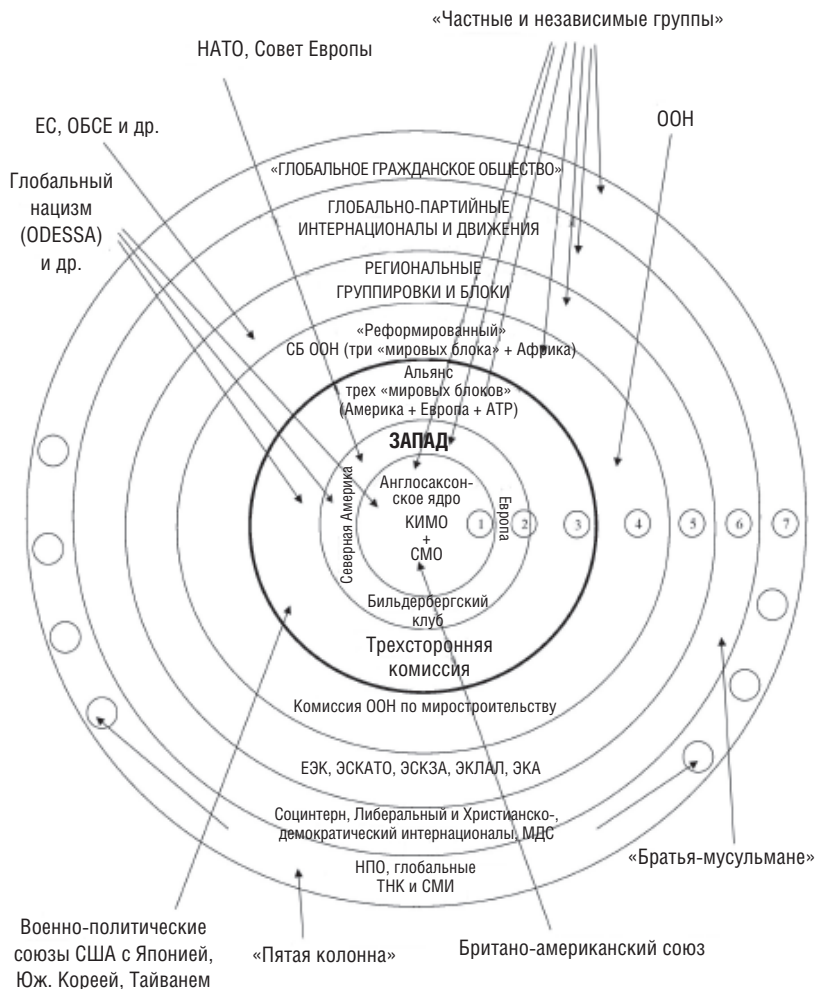 «Частные и независимые группы»
НАТО, Совет Европы
ЕС, ОБСЕ и др.
ООН
Глобальный
нацизм
(ODESSA)
и др.
«ГЛОБАЛЬНОЕ ГРАЖДАНСКОЕ ОБЩЕСТВО»
ГЛОБАЛЬНО-ПАРТИЙНЫЕ
ИНТЕРНАЦИОНАЛЫ И ДВИЖЕНИЯ
РЕГИОНАЛЬНЫЕ
ГРУППИРОВКИ И БЛОКИ
«Реформированный»
СБ ООН (три «мировых блока» + Африка)
Альянс
трех «мировых блоков»
(Америка + Европа + АТР)
ЗАПАД
Англосаксон-
ское ядро
КИМО
+
СМО
Северная Америка
Европа
1
2
3
4
5
6
7
Бильдербергский
клуб
Трехсторонняя
комиссия
Комиссия ООН по миростроительству
ЕЭК, ЭСКАТО, ЭСКЗА, ЭКЛАЛ, ЭКА
Социнтерн, Либеральный и Христианско-,
демократический интернационалы, МДС
НПО, глобальные
ТНК и СМИ
«Братья-мусульмане»
Военно-политические
союзы США с Японией,
Юж. Кореей, Тайванем
«Пятая колонна»
Британо-американский союз